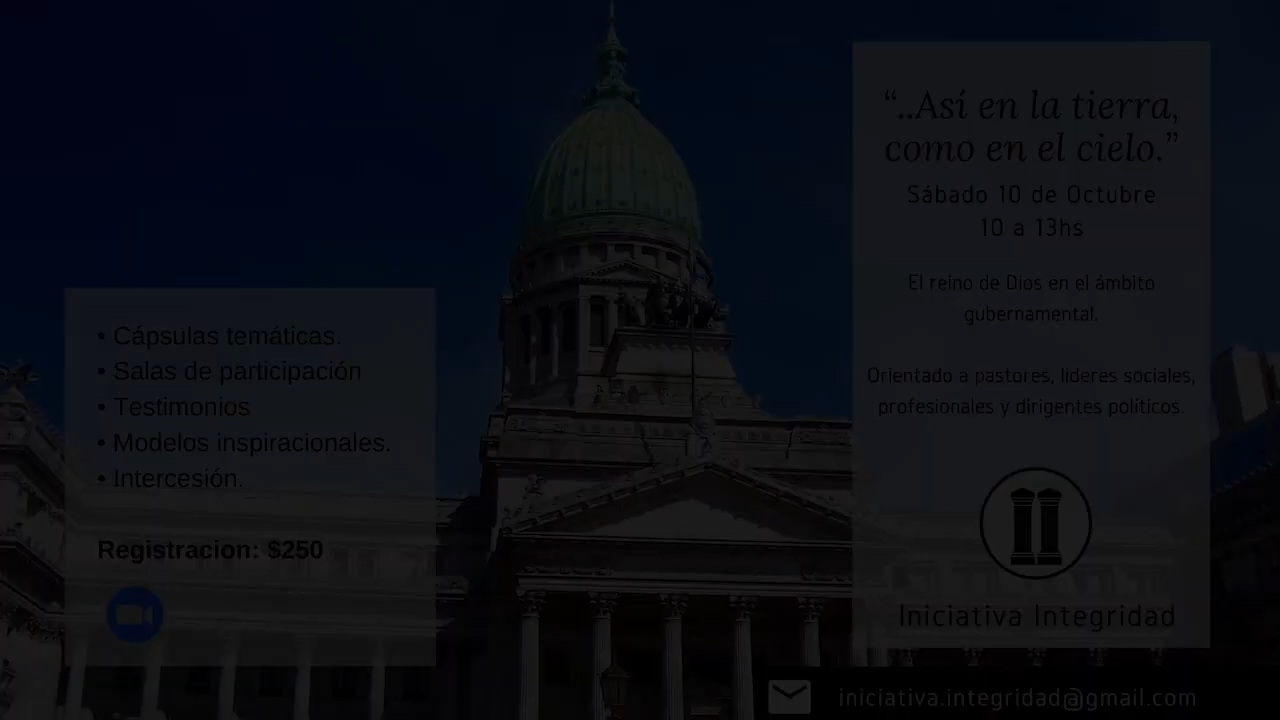 “..Así en la tierra,
como en el cielo.”
Sábado 10 de Octubre
10 a 13hs
El reino de Dios en el ámbito
gubernamental.
Orientado a pastores, lideres sociales,
profesionales y dirigentes políticos.
Iniciativa Integridad
• Cápsulas temáticas.
• Salas de participación
• Testimonios
• Modelos inspiracionales.
• Intercesión.
Registracion: $250
iniciativa.integridad@gmail.com